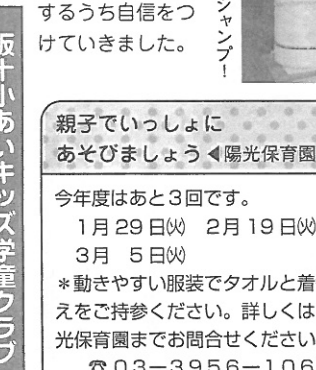 するうち自信をつ
けていきました。
ャンプ!
親子でいっしょに
あそびましょう◀陽光保育園
今年度はあと3回です。
1月29日㈫ 2月19日㈫
3月 5日㈫
*動きやすい服装でタオルと着
えをご持参ください。詳しくは
光保育園までお問合せください
☎03-3956-106
板十小あいキッズ学童クラブ